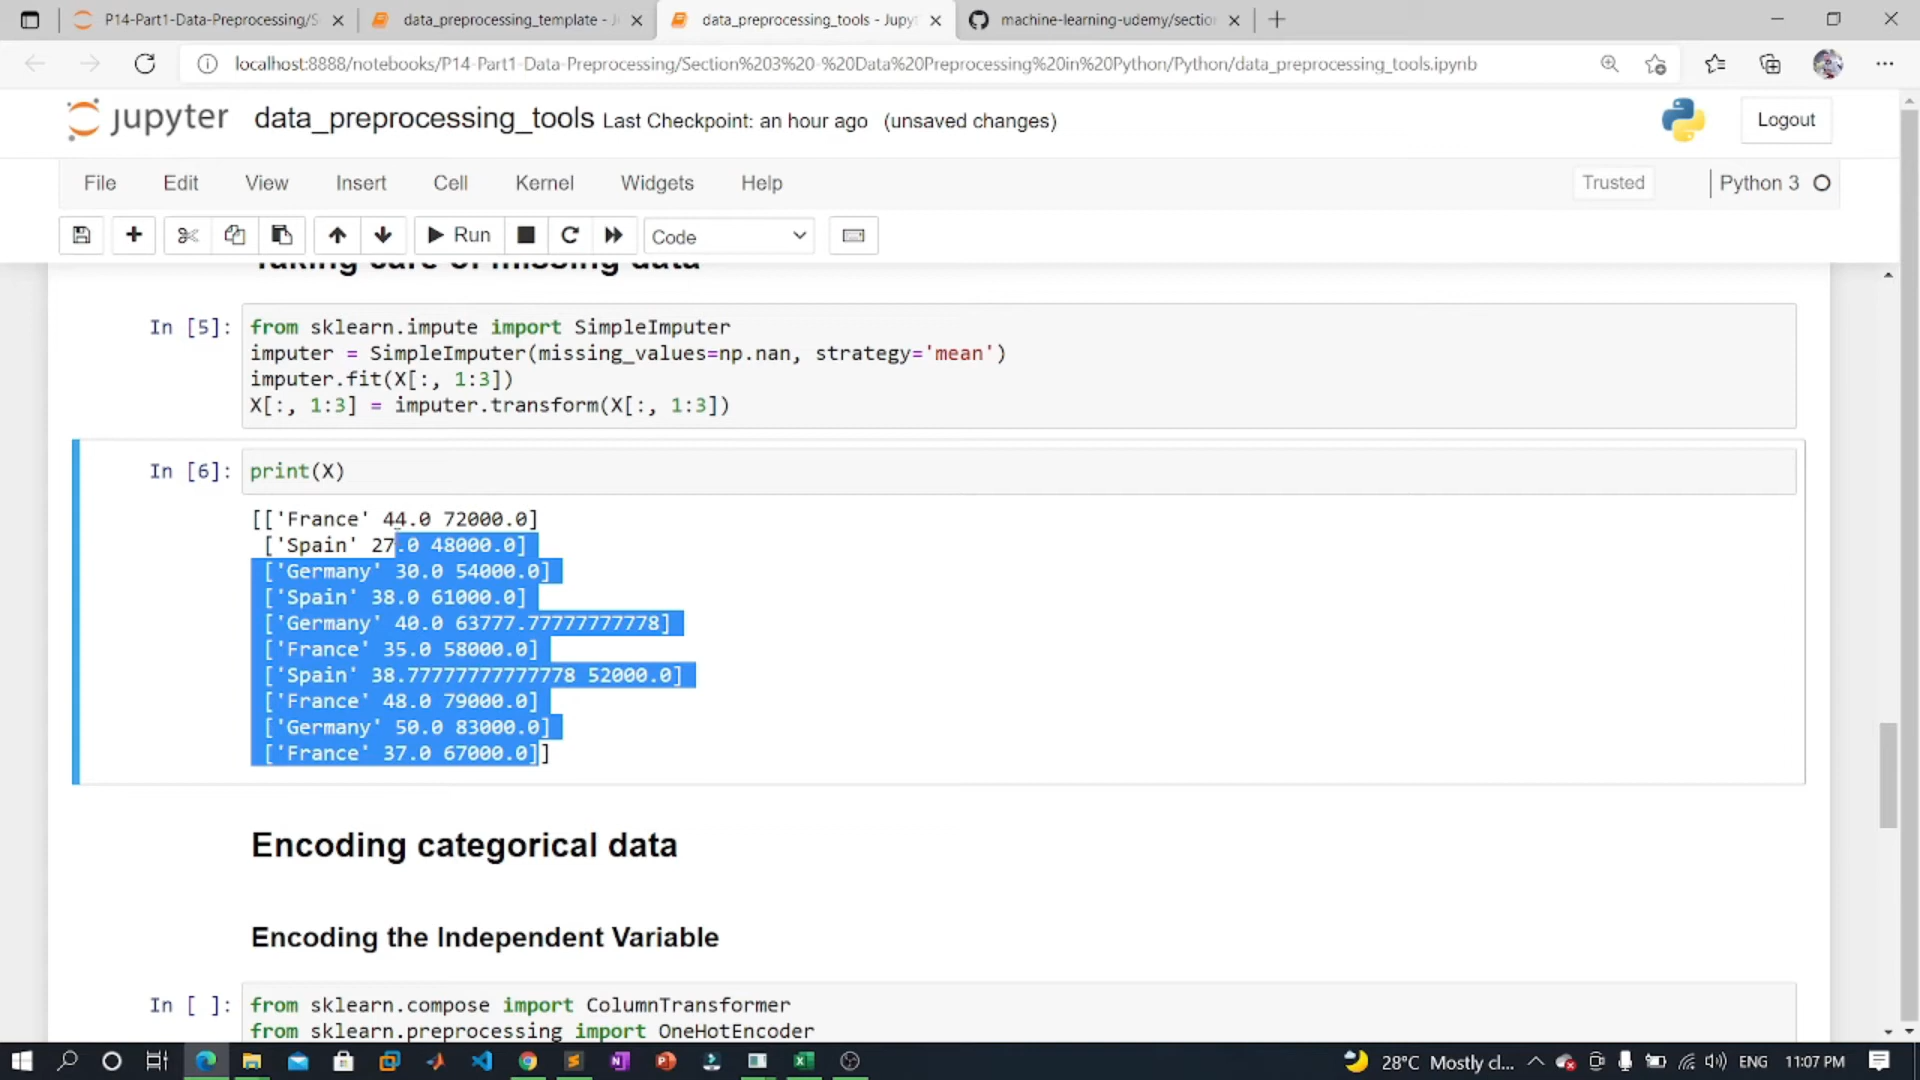 P14-Part1-Data-Preprocessing/S
data_preprocessing_template - J
data_preprocessing_tools - Jupyt
machine-learning-udemy/sectio
localhost:8888/notebooks/P14-Part1-Data-Preprocessing/Section%203%20-%20Data%20Preprocessing%20in%20Python/Python/data_preprocessing_tools.ipynb
jupyter data_preprocessing_tools Last Checkpoint: an hour ago (unsaved changes)
Logout
File Edit View Insert Cell Kernel Widgets Help
Trusted
Python 3
Run
Code
Taking care of missing data
In [5]: from sklearn.impute import SimpleImputer
imputer = SimpleImputer(missing_values=np.nan, strategy='mean')
imputer.fit(X[:, 1:3])
X[:, 1:3] = imputer.transform(X[:, 1:3])
In [6]: print(X)
[['France' 44.0 72000.0]
['Spain' 27.0 48000.0]
['Germany' 30.0 54000.0]
['Spain' 38.0 61000.0]
['Germany' 40.0 63777.77777777778]
['France' 35.0 58000.0]
['Spain' 38.77777777777778 52000.0]
['France' 48.0 79000.0]
['Germany' 50.0 83000.0]
['France' 37.0 67000.0]]
Encoding categorical data
Encoding the Independent Variable
In [ ]: from sklearn.compose import ColumnTransformer
from sklearn.preprocessing import OneHotEncoder
28°C Mostly cl...
ENG
11:07 PM